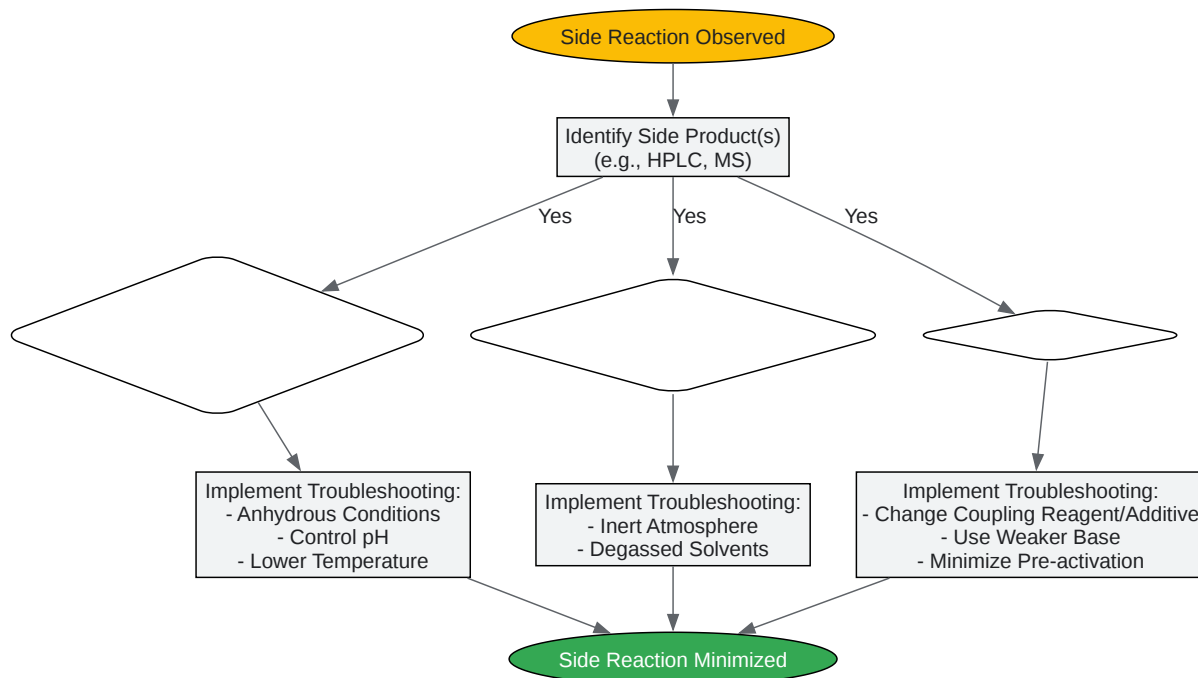 Side Reaction Observed
Identify Side Product(s)
(e.g., HPLC, MS)
Yes
Yes
Yes
Implement Troubleshooting:
- Anhydrous Conditions
- Control pH
- Lower Temperature
Implement Troubleshooting:
- Inert Atmosphere
- Degassed Solvents
Implement Troubleshooting:
- Change Coupling Reagent/Additive
- Use Weaker Base
- Minimize Pre-activation
Side Reaction Minimized